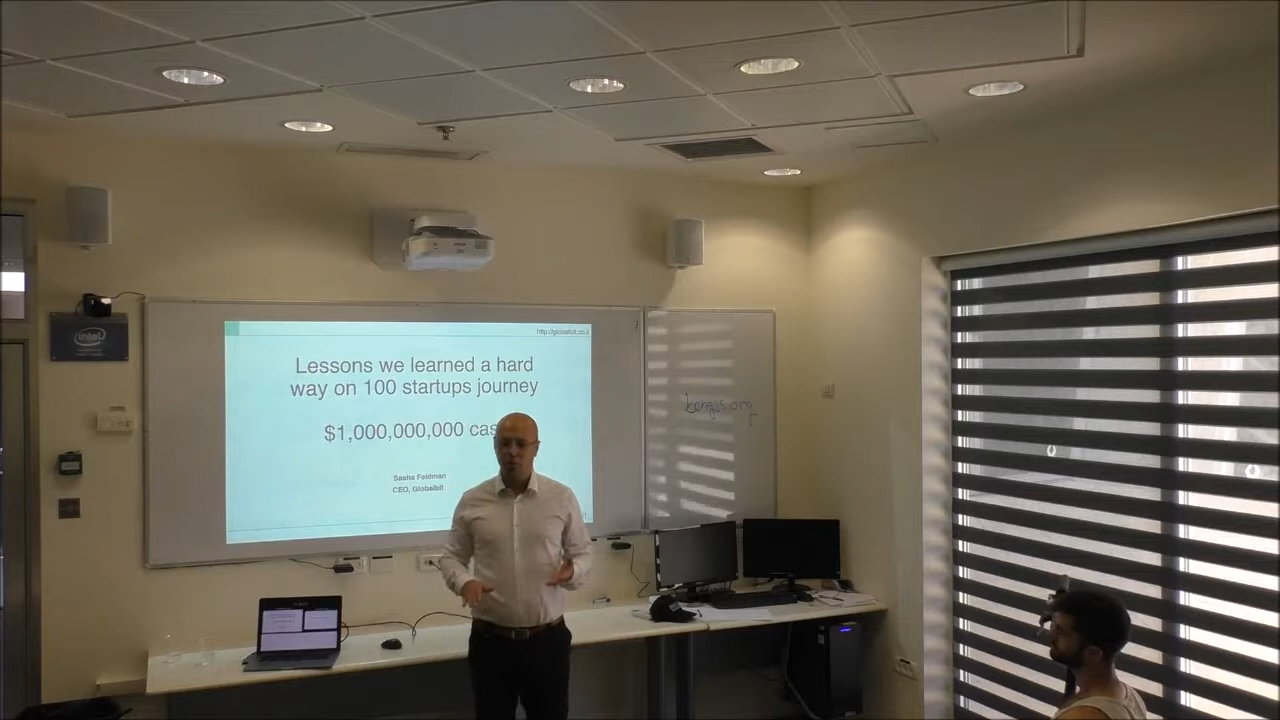 http://globalbit.co.il
Lessons we learned a hard
way on 100 startups journey
$1,000,000,000
Sasha Feldman
CEO, Globalbit
intel